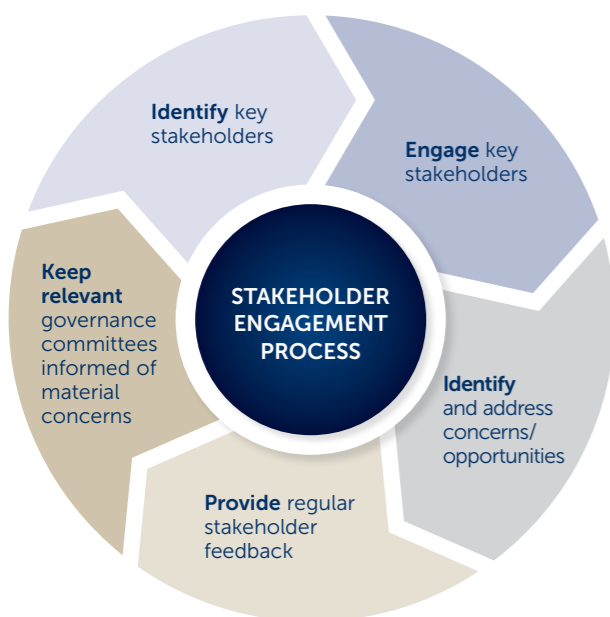 Identify key
stakeholders
Engage key
stakeholders
Identify
and address
concerns/
opportunities
Provide regular
stakeholder
feedback
Keep
relevant
governance
committees
informed of
material
concerns
STAKEHOLDER
ENGAGEMENT
PROCESS